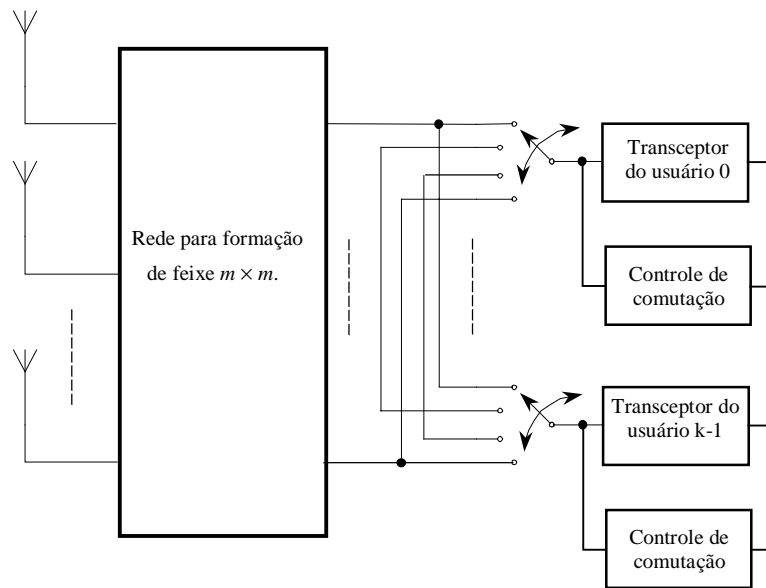 Rede para formação
de feixe m × m.
Transceptor
do usuário 0
Controle de
comutação
Transceptor do
usuário k-1
Controle de
comutação